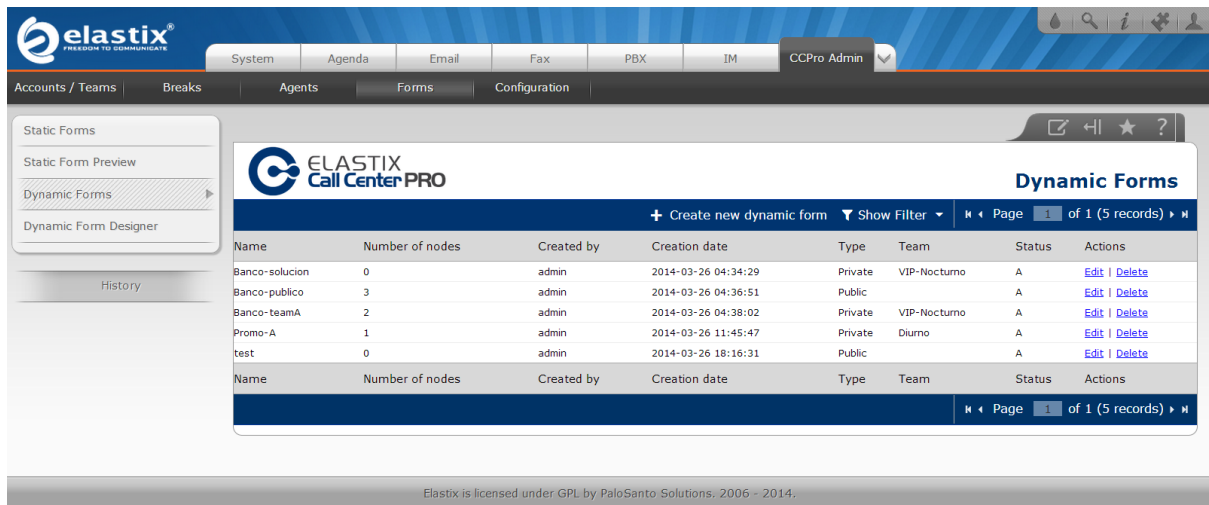 elastix®
FREEDOM TO COMMUNICATE
System Agenda Email Fax PBX IM CCPro Admin
Accounts / Teams Breaks Agents Forms Configuration
Static Forms
Static Form Preview
Dynamic Forms
Dynamic Form Designer
History
ELASTIX
Call Center PRO
Dynamic Forms
+ Create new dynamic form Show Filter Page 1 of 1 (5 records)
Name Number of nodes Created by Creation date Type Team Status Actions
Banco-solucion 0 admin 2014-03-26 04:34:29 Private VIP-Nocturno A Edit | Delete
Banco-publico 3 admin 2014-03-26 04:36:51 Public A Edit | Delete
Banco-teamA 2 admin 2014-03-26 04:38:02 Private VIP-Nocturno A Edit | Delete
Promo-A 1 admin 2014-03-26 11:45:47 Private Diurno A Edit | Delete
test 0 admin 2014-03-26 18:16:31 Public A Edit | Delete
Name Number of nodes Created by Creation date Type Team Status Actions
Page 1 of 1 (5 records)
Elastix is licensed under GPL by PaloSanto Solutions. 2006 - 2014.